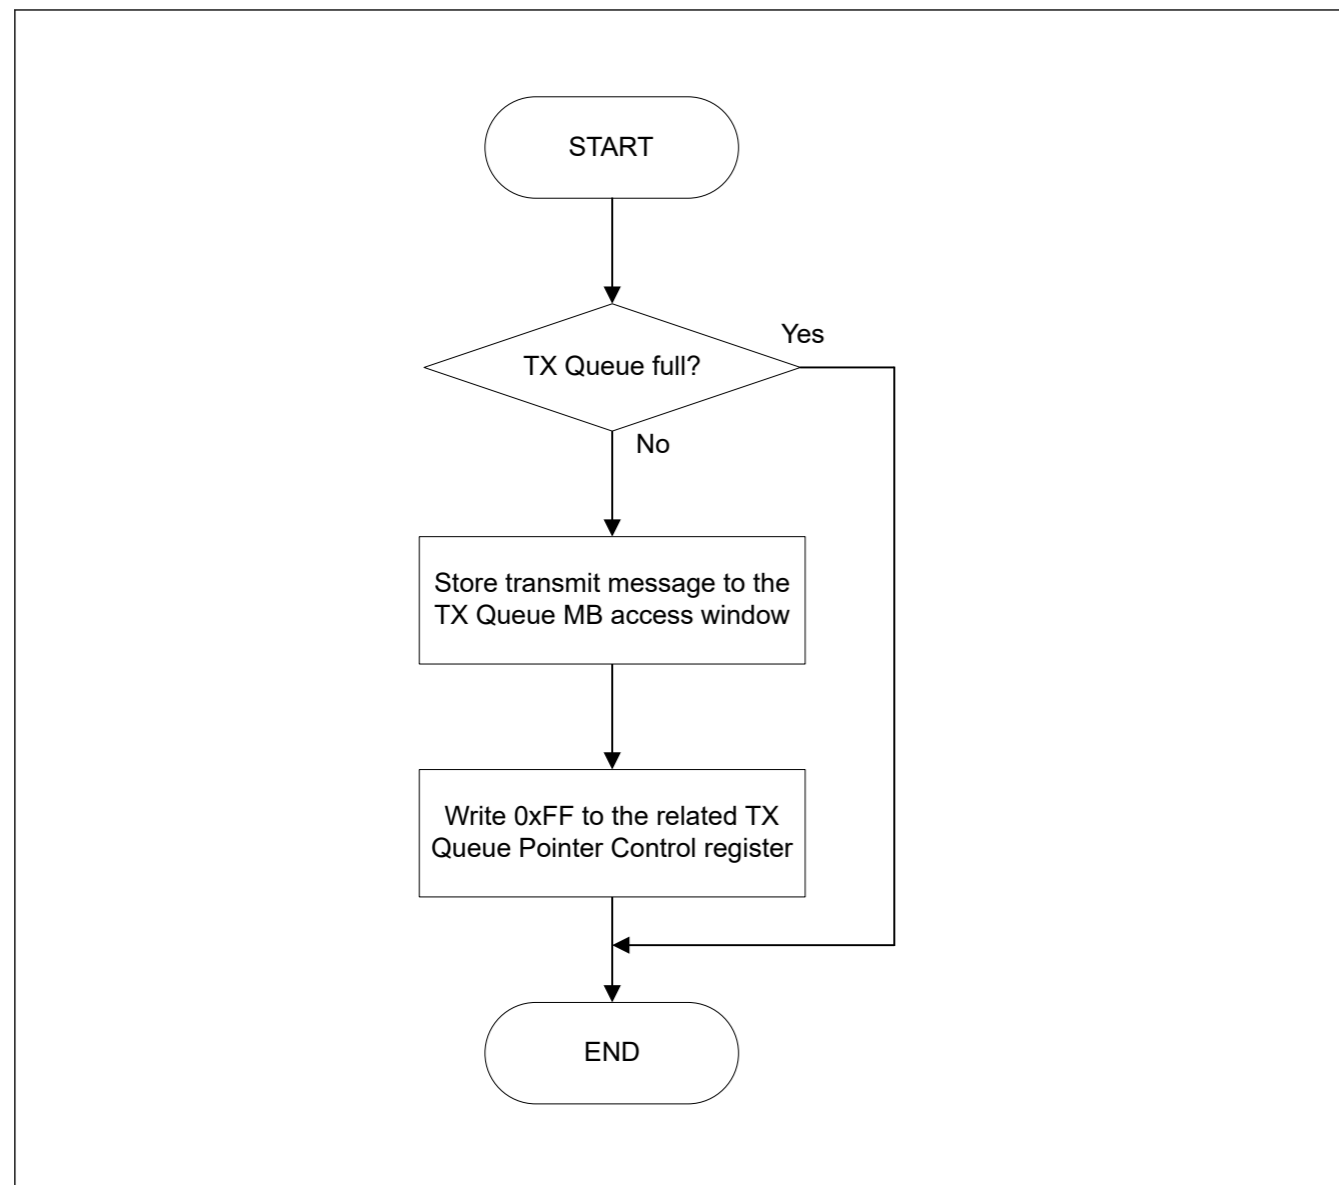 START
Yes
TX Queue full?
No
Store transmit message to the
TX Queue MB access window
Write 0xFF to the related TX
Queue Pointer Control register
END